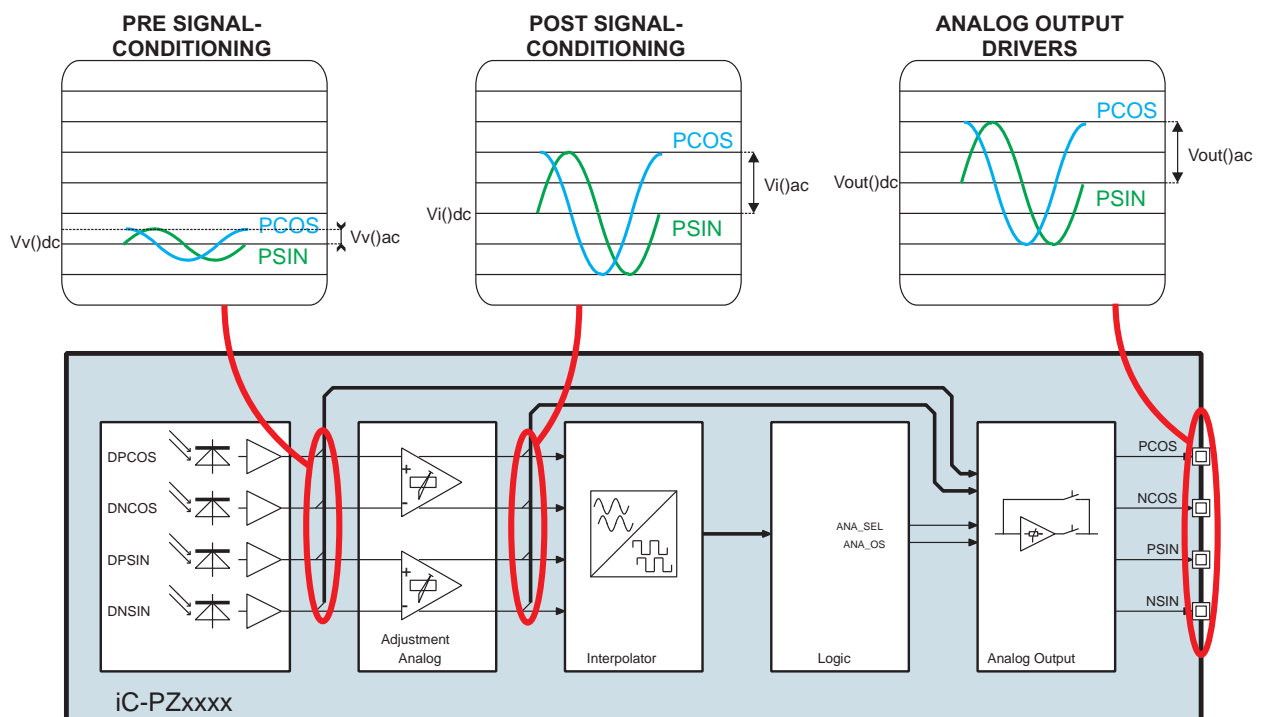 PRE SIGNAL-
CONDITIONING
POST SIGNAL-
CONDITIONING
ANALOG OUTPUT
DRIVERS
PCOS
PSIN
Vv()dc
Vv()ac
PCOS
PSIN
Vi()dc
Vi()ac
PCOS
PSIN
Vout()dc
Vout()ac
DPCOS
DNCOS
DPSIN
DNSIN
+
-
+
-
Adjustment
Analog
Interpolator
ANA_SEL
ANA_OS
Logic
Analog Output
PCOS
NCOS
PSIN
NSIN
iC-PZxxxx